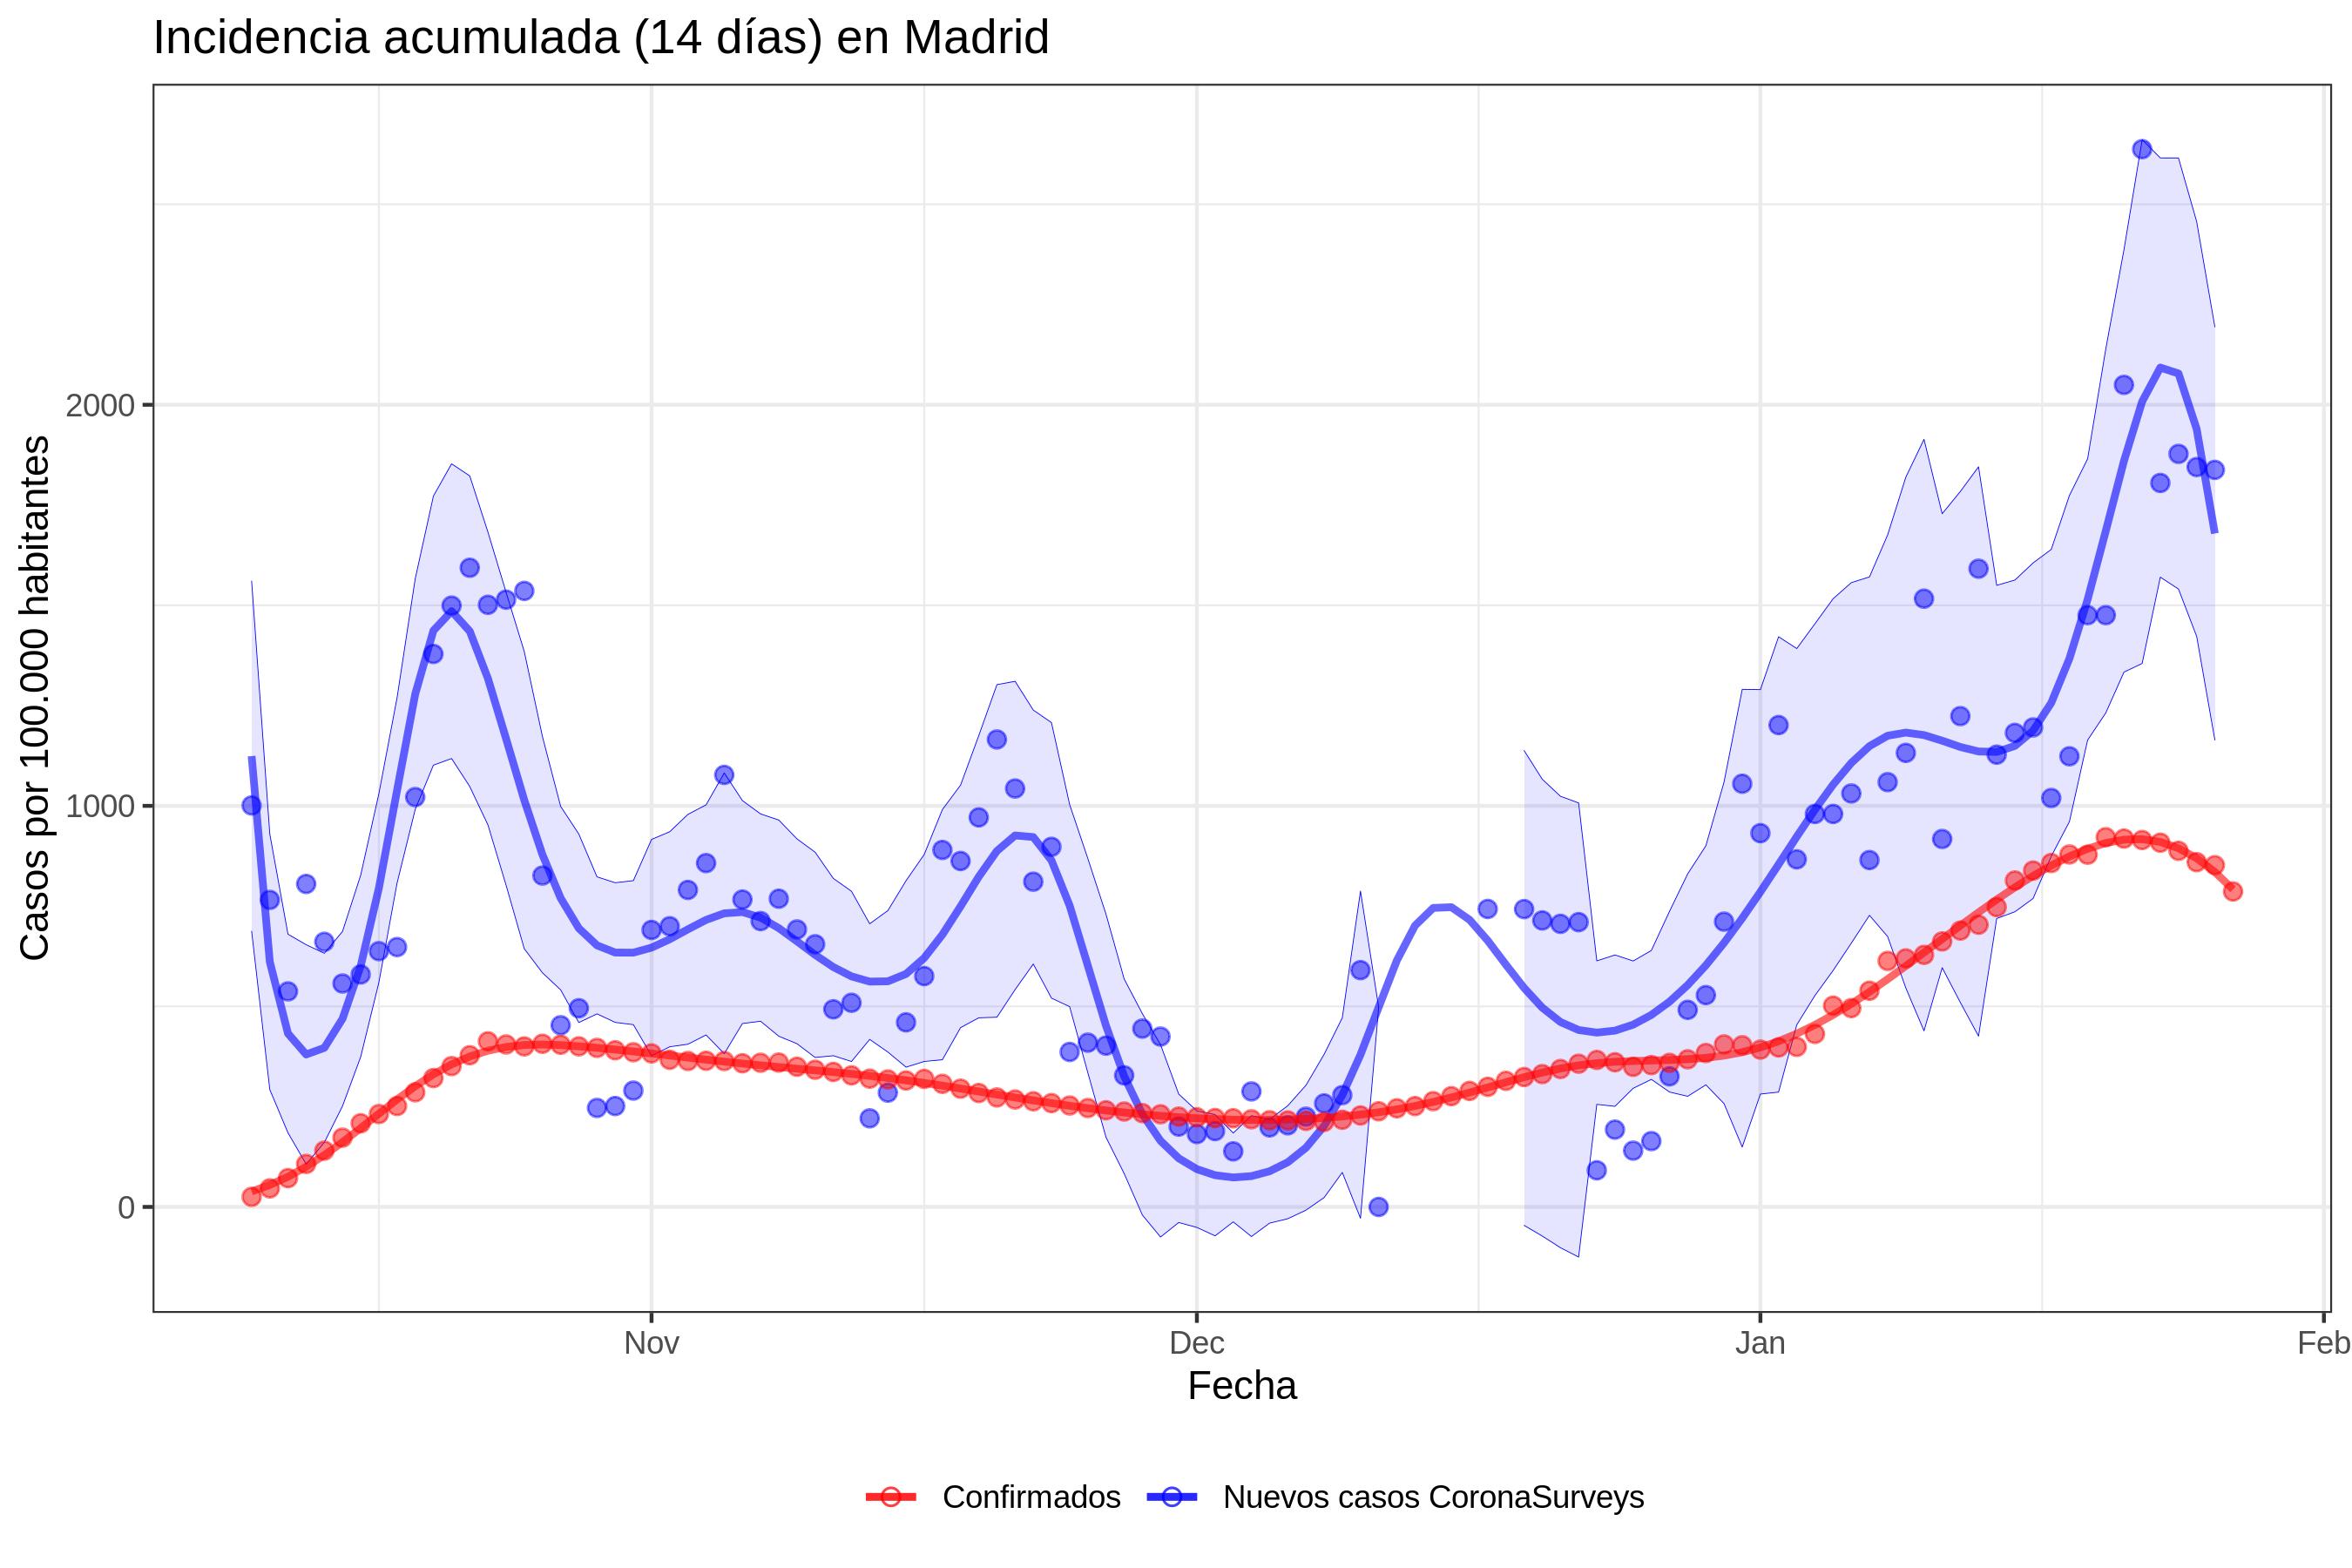 Incidencia acumulada (14 días) en Madrid
Casos por 100.000 habitantes
2000
1000
0
Nov Dec Jan Feb
Fecha
Confirmados Nuevos casos CoronaSurveys